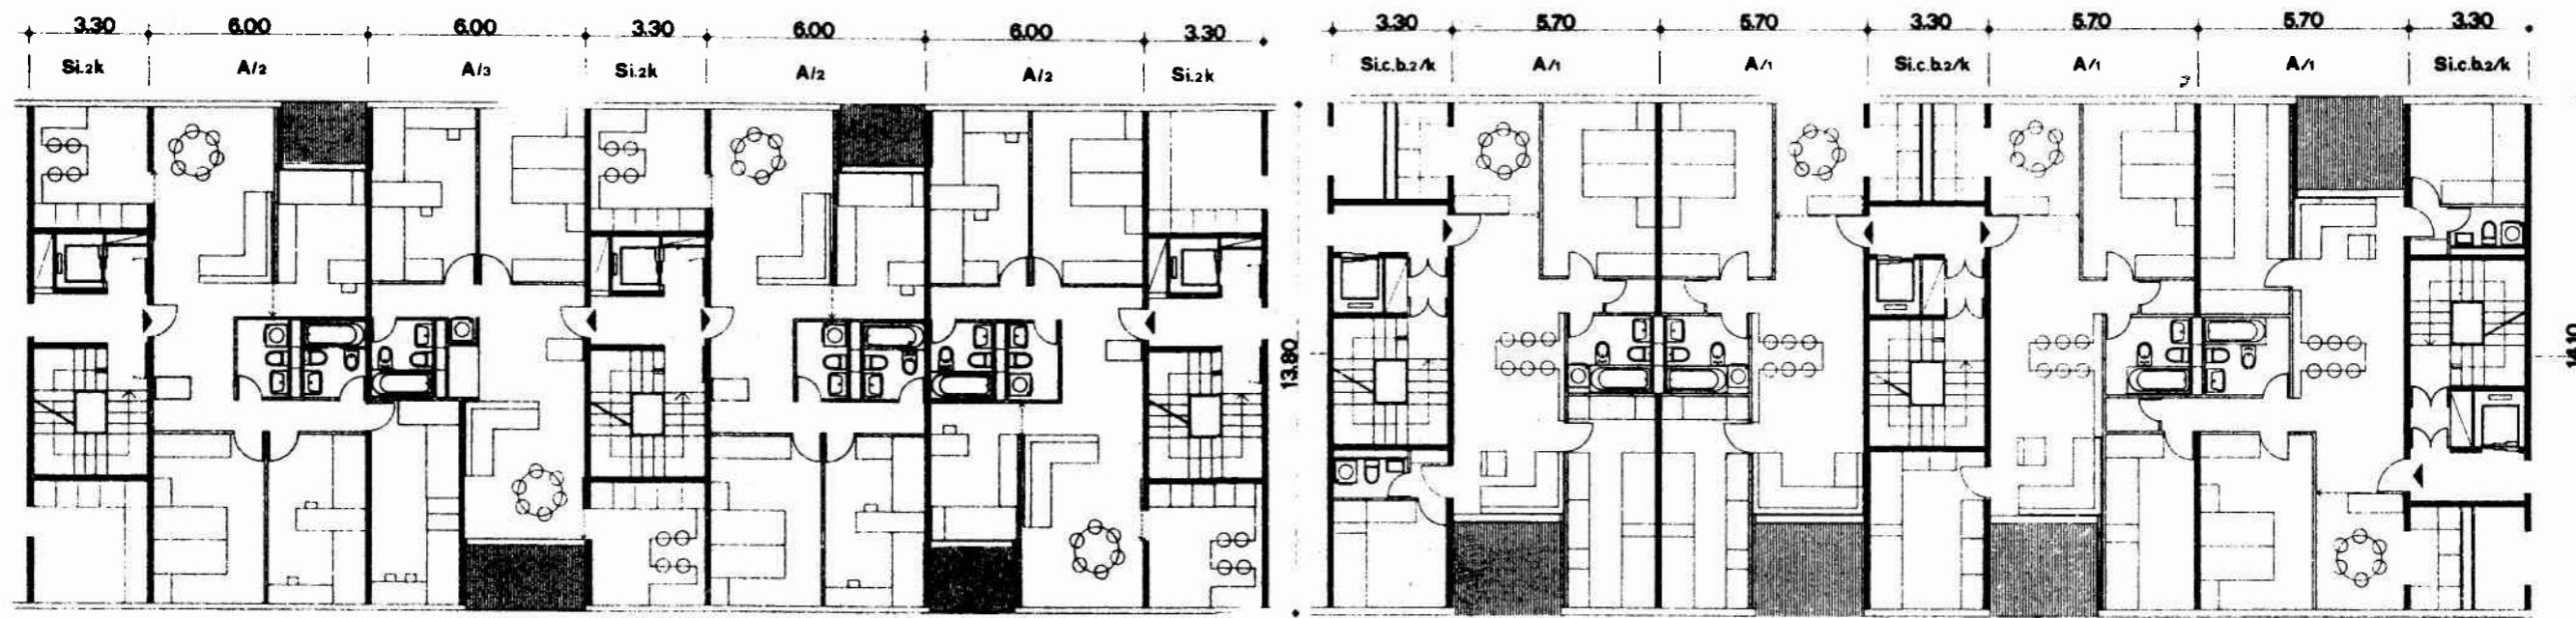 3.30 6.00 6.00 3.30 6.00 6.00 3.30
Si.2k A/2 A/3 Si.2k A/2 A/2 Si.2k
13.80
3.30 5.70 5.70 3.30 5.70 5.70 3.30
Si.c.b.2/k A/1 A/1 Si.c.b.2/k A/1 A/1 Si.c.b.2/k
14.10